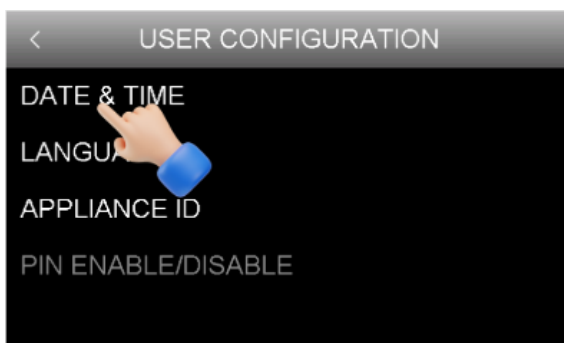 < USER CONFIGURATION
DATE & TIME
LANGUA
APPLIANCE ID
PIN ENABLE/DISABLE